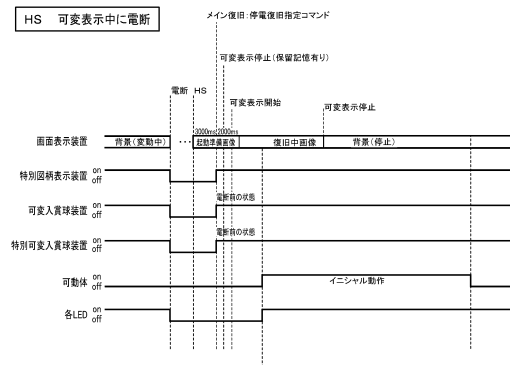 HS 可変表示中に電断
メイン復旧:停電復旧指定コマンド
可変表示停止(保留記憶有り)
電断 HS
可変表示開始
可変表示停止
3000ms 2000ms
画面表示装置 背景(変動中) … 起動準備画像 復旧中画像 背景(停止)
特別図柄表示装置 on
off
電断前の状態
可変入賞球装置 on
off
電断前の状態
特別可変入賞球装置 on
off
可動体 on
off
イニシャル動作
各LED on
off